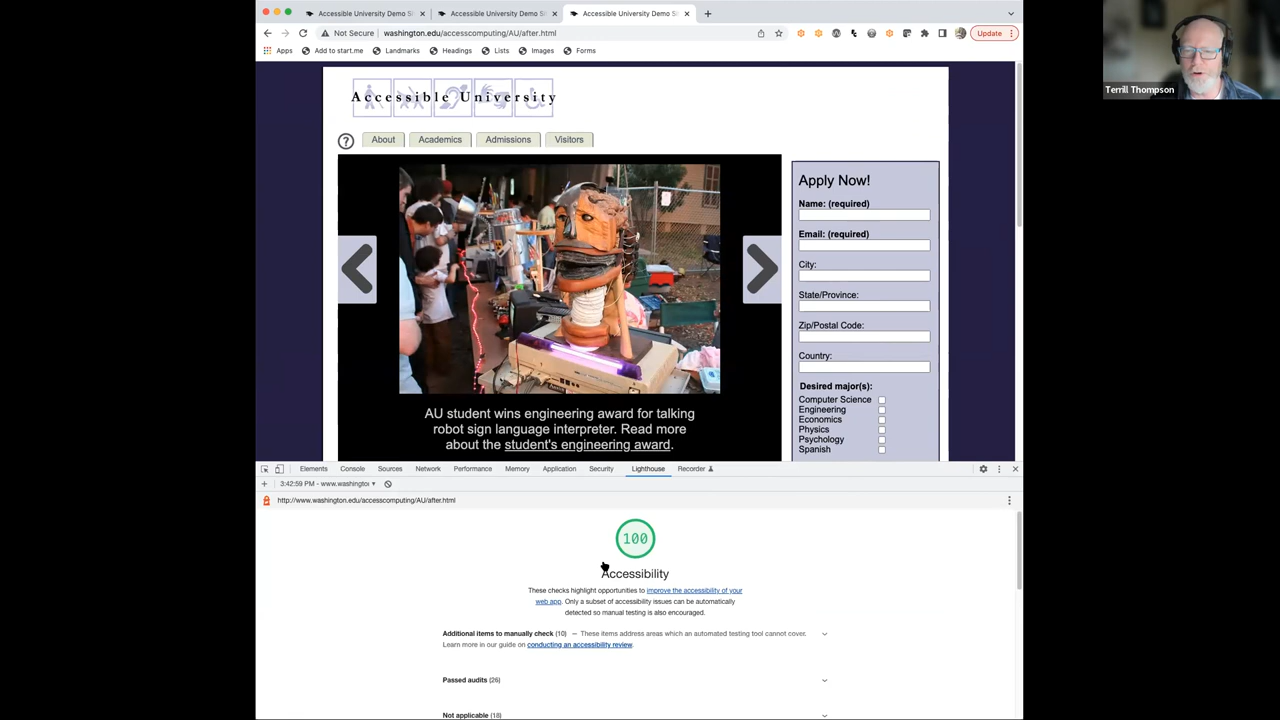 Accessible University Demo Si
Accessible University Demo Si
Accessible University Demo Si
Not Secure
washington.edu/accesscomputing/AU/after.html
Update
Apps
Add to start.me
Landmarks
Headings
Lists
Images
Forms
Terrill Thompson
Accessible University
About
Academics
Admissions
Visitors
Apply Now!
Name: (required)
Email: (required)
City:
State/Province:
Zip/Postal Code:
Country:
Desired major(s):
Computer Science
Engineering
Economics
Physics
Psychology
Spanish
AU student wins engineering award for talking
robot sign language interpreter. Read more
about the student's engineering award.
Elements
Console
Sources
Network
Performance
Memory
Application
Security
Lighthouse
Recorder
3:42:59 PM - www.washingto
http://www.washington.edu/accesscomputing/AU/after.html
100
Accessibility
These checks highlight opportunities to improve the accessibility of your
web app. Only a subset of accessibility issues can be automatically
detected so manual testing is also encouraged.
Additional items to manually check (10) — These items address areas which an automated testing tool cannot cover.
Learn more in our guide on conducting an accessibility review.
Passed audits (26)
Not applicable (18)